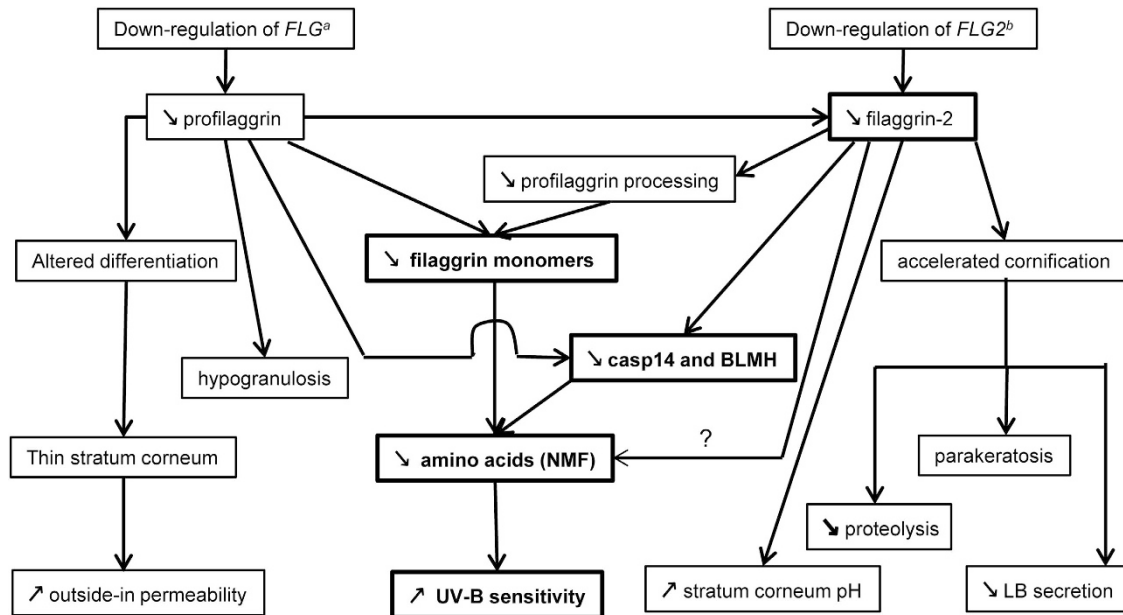 Down-regulation of FLGᵃ
Down-regulation of FLG2ᵇ
↘ profilaggrin
↘ filaggrin-2
↘ profilaggrin processing
Altered differentiation
↘ filaggrin monomers
accelerated cornification
↘ casp14 and BLMH
hypogranulosis
?
Thin stratum corneum
↘ amino acids (NMF)
parakeratosis
↘ proteolysis
↗ outside-in permeability
↗ UV-B sensitivity
↗ stratum corneum pH
↘ LB secretion